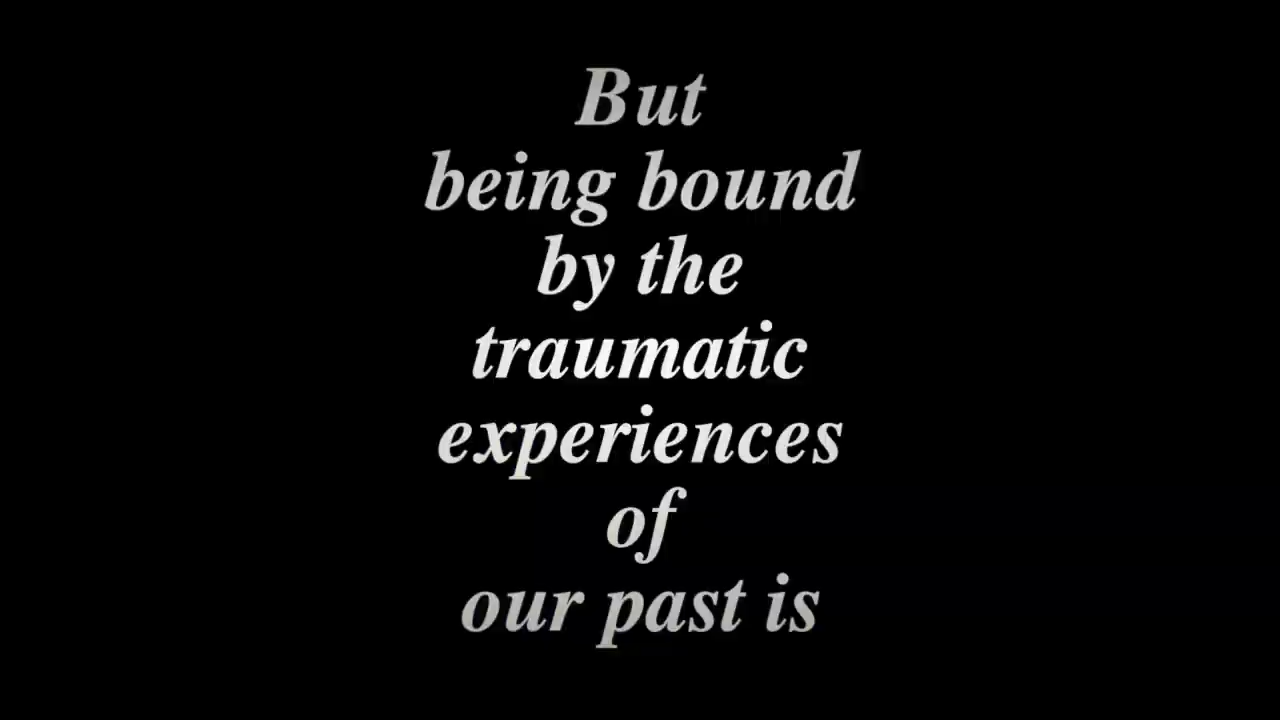 But
being bound
by the
traumatic
experiences
of
our past is